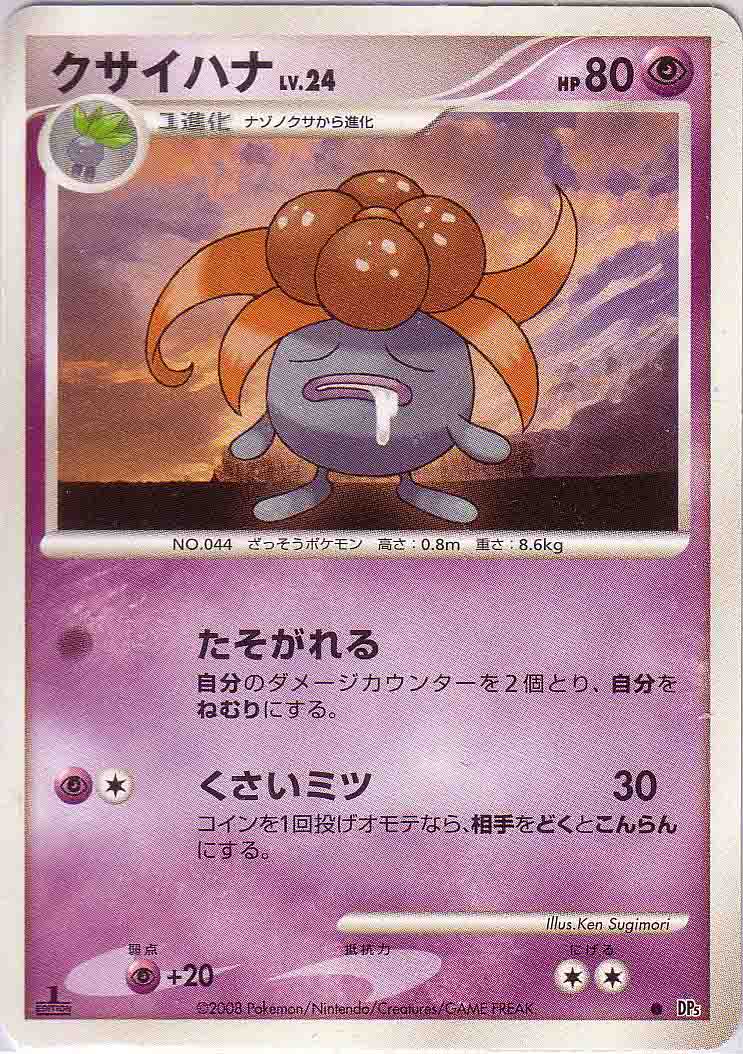 クサイハナ LV.24 HP 80
1進化 ナゾノクサから進化
NO.044 ざっそうポケモン 高さ:0.8m 重さ:8.6kg
たそがれる
自分のダメージカウンターを2個とり、自分を
ねむりにする。
くさいミツ 30
コインを1回投げオモテなら、相手をどくとこんらん
にする。
Illus.Ken Sugimori
弱点 抵抗力 にげる
+20
1 EDITION
©2008 Pokémon/Nintendo/Creatures/GAME FREAK.
DP5